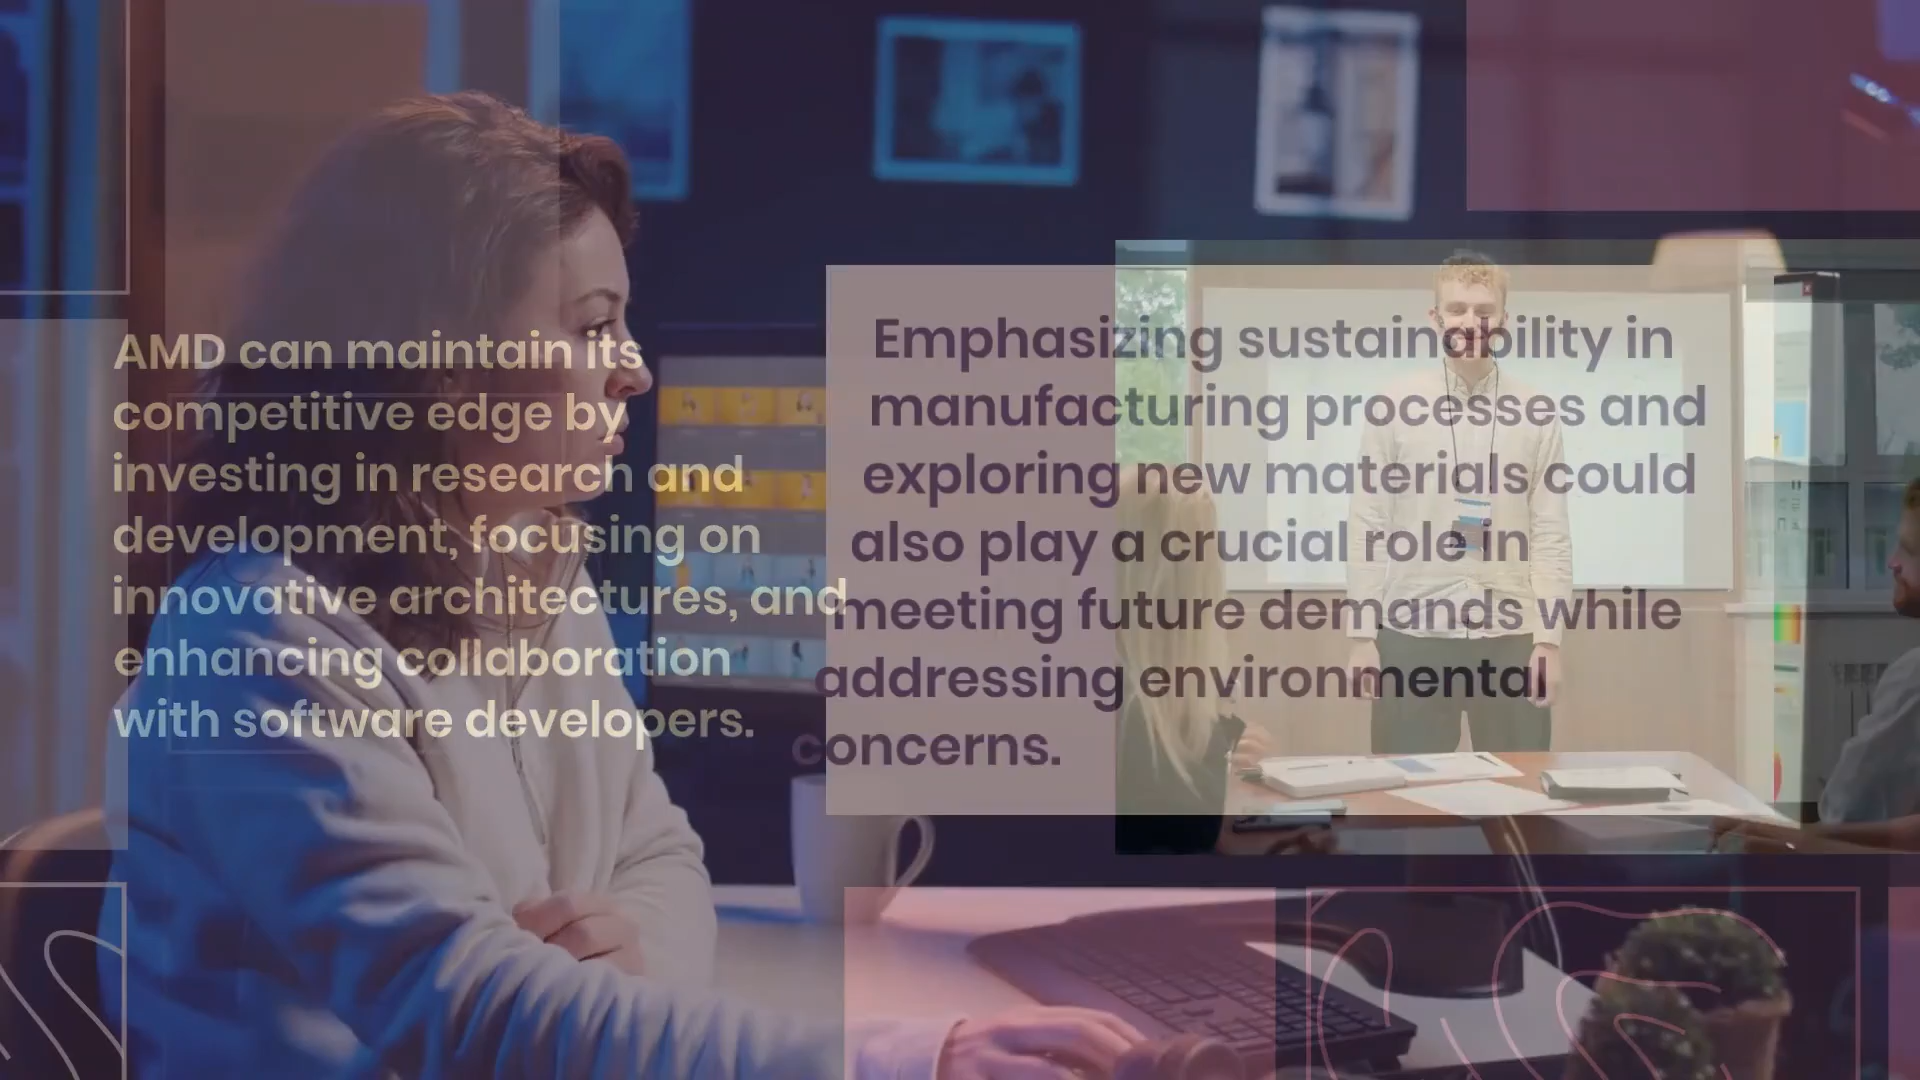 AMD can maintain its
competitive edge by
investing in research and
development, focusing on
innovative architectures, and
enhancing collaboration
with software developers.
Emphasizing sustainability in
manufacturing processes and
exploring new materials could
also play a crucial role in
meeting future demands while
addressing environmental
concerns.